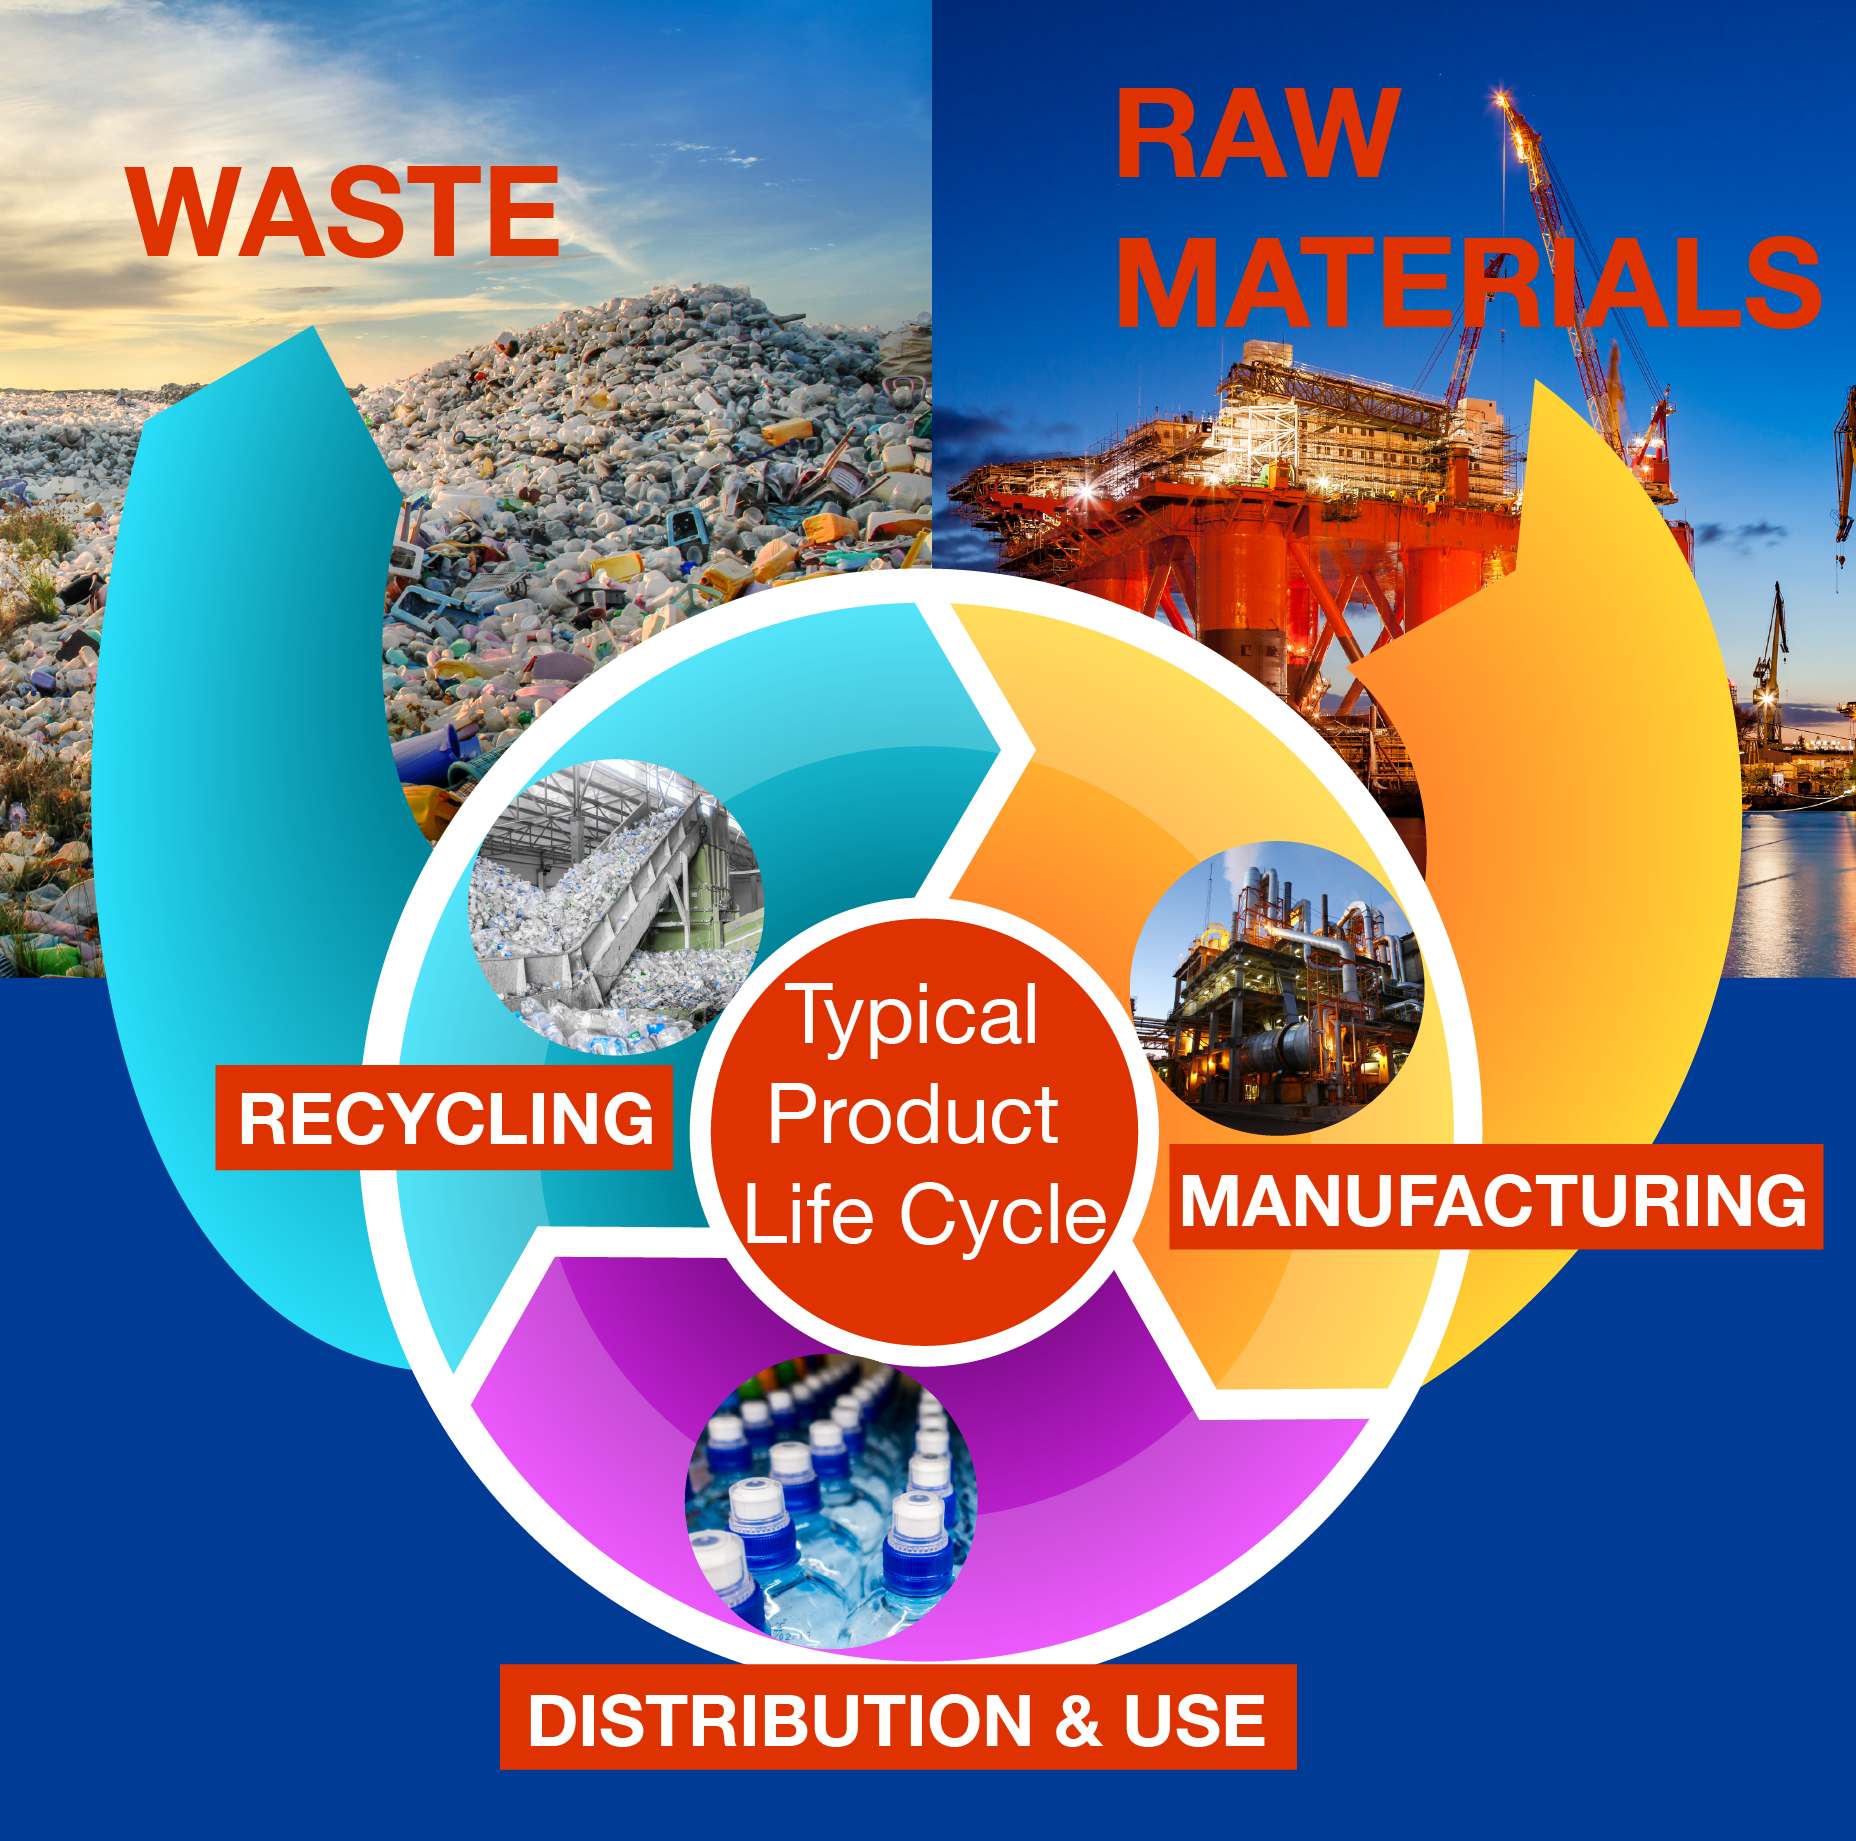 WASTE
RAW
MATERIALS
Typical
Product
Life Cycle
RECYCLING
MANUFACTURING
DISTRIBUTION & USE